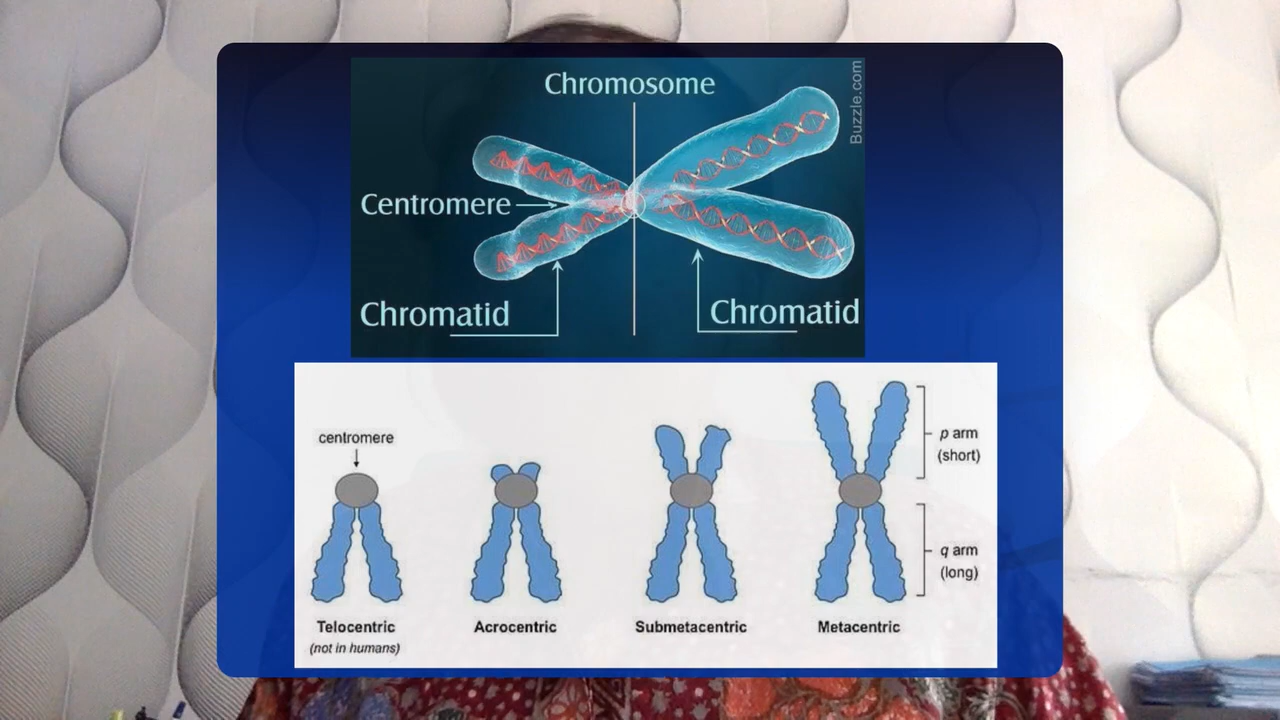 Chromosome
Buzzle.com
Centromere
Chromatid
Chromatid
centromere
p arm
(short)
q arm
(long)
Telocentric
Acrocentric
Submetacentric
Metacentric
(not in humans)